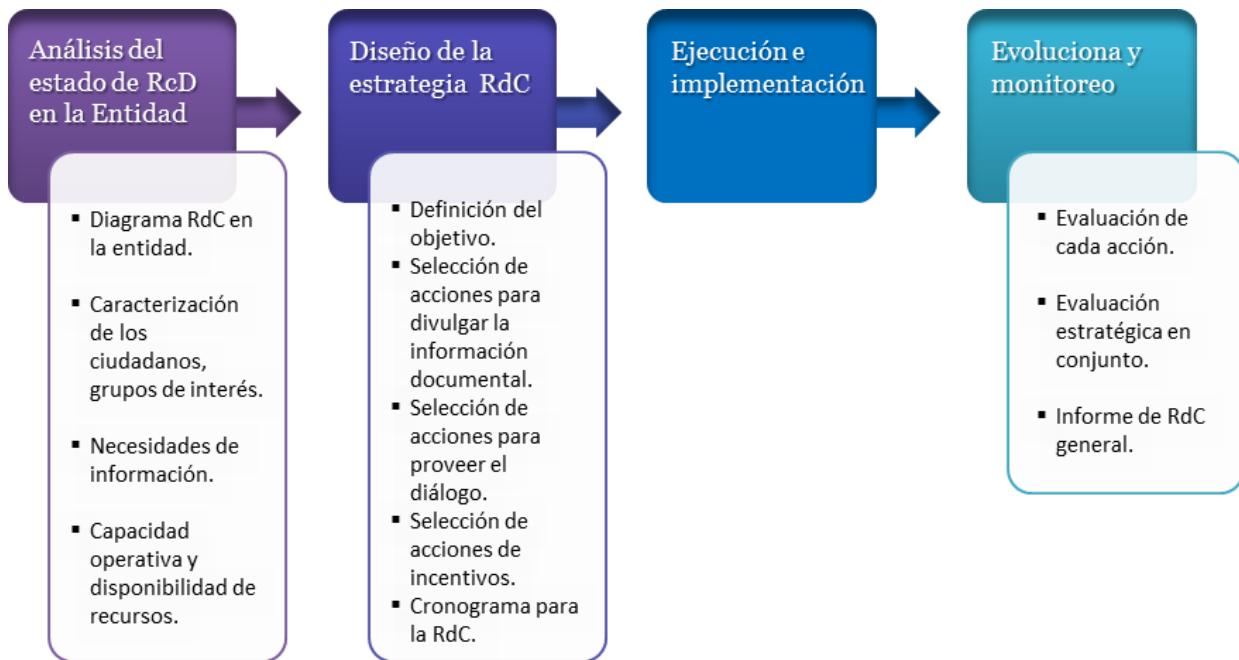 Análisis del
estado de RcD
en la Entidad
▪ Diagrama RdC en
la entidad.
▪ Caracterización
de los
ciudadanos,
grupos de interés.
▪ Necesidades de
información.
▪ Capacidad
operativa y
disponibilidad de
recursos.
Diseño de la
estrategia RdC
▪ Definición del
objetivo.
▪ Selección de
acciones para
divulgar la
información
documental.
▪ Selección de
acciones para
proveer el
diálogo.
▪ Selección de
acciones de
incentivos.
▪ Cronograma para
la RdC.
Ejecución e
implementación
Evoluciona y
monitoreo
▪ Evaluación de
cada acción.
▪ Evaluación
estratégica en
conjunto.
▪ Informe de RdC
general.